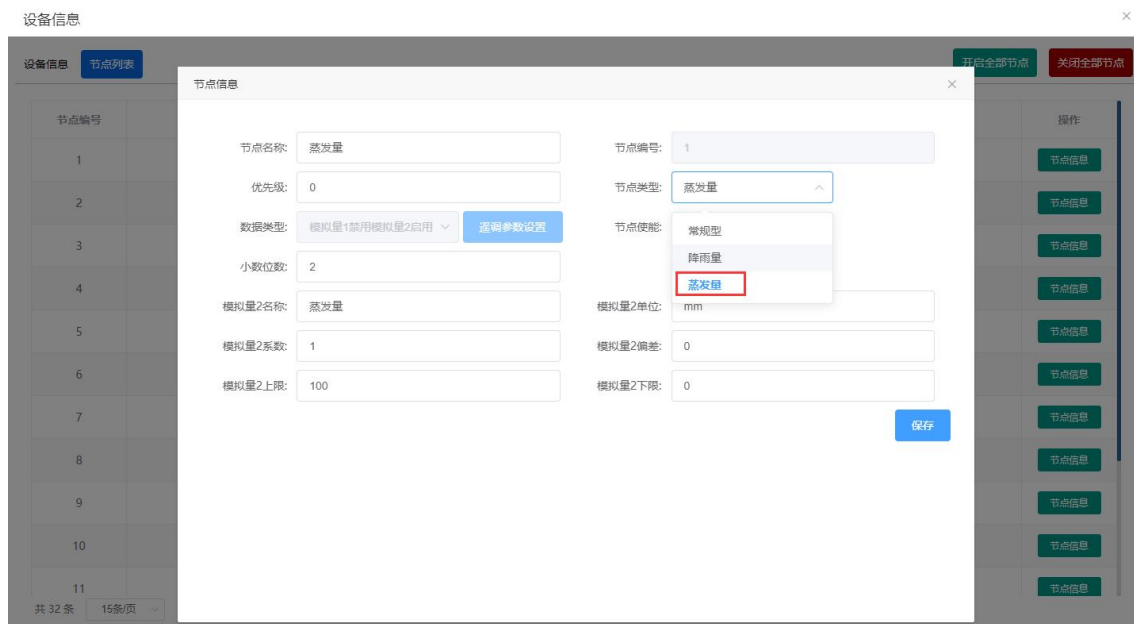 设备信息
设备信息 节点列表 开启全部节点 关闭全部节点
节点信息
节点编号 操作
节点名称: 蒸发量 节点编号: 1
1 节点信息
优先级: 0 节点类型: 蒸发量
2 节点信息
数据类型: 模拟量1禁用模拟量2启用 遥调参数设置 节点使能: 常规型
3 节点信息
小数位数: 2 降雨量
4 蒸发量 节点信息
模拟量2名称: 蒸发量 模拟量2单位: mm
5 节点信息
模拟量2系数: 1 模拟量2偏差: 0
6 节点信息
模拟量2上限: 100 模拟量2下限: 0
7 节点信息
保存
8 节点信息
9 节点信息
10 节点信息
11 节点信息
共 32 条 15条/页